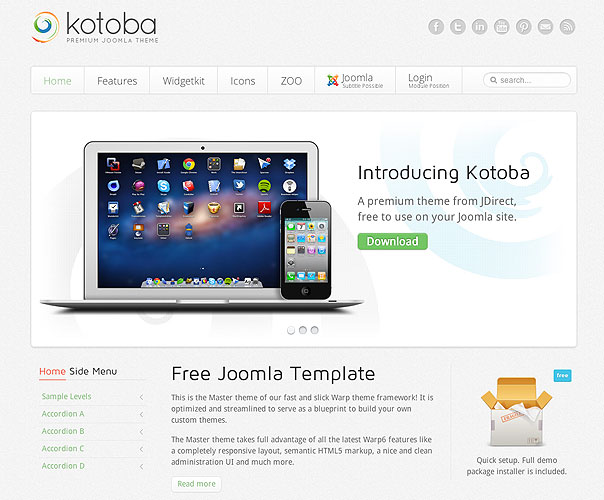 kotoba
PREMIUM JOOMLA THEME
Home
Features
Widgetkit
Icons
ZOO
Joomla
Subtitle Possible
Login
Module Position
search...
Introducing Kotoba
A premium theme from JDirect,
free to use on your Joomla site.
Download
Home Side Menu
Sample Levels
Accordion A
Accordion B
Accordion C
Accordion D
Free Joomla Template
This is the Master theme of our fast and slick Warp theme framework! It is
optimized and streamlined to serve as a blueprint to build your own
custom themes.
The Master theme takes full advantage of all the latest Warp6 features like
a completely responsive layout, semantic HTML5 markup, a nice and clean
administration UI and much more.
Read more
free
FRAGILE
Quick setup. Full demo
package installer is included.